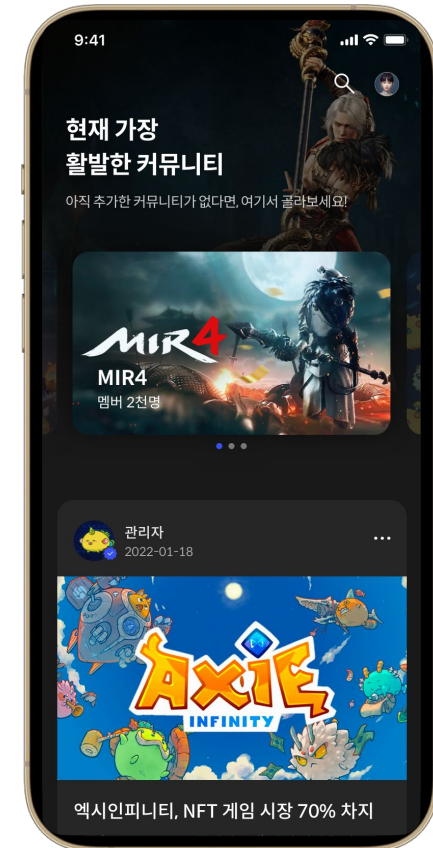 9:41
현재 가장
활발한 커뮤니티
아직 추가한 커뮤니티가 없다면, 여기서 골라보세요!
MIR4
MIR4
멤버 2천명
관리자
2022-01-18
AXIE
INFINITY
엑시인피니티, NFT 게임 시장 70% 차지